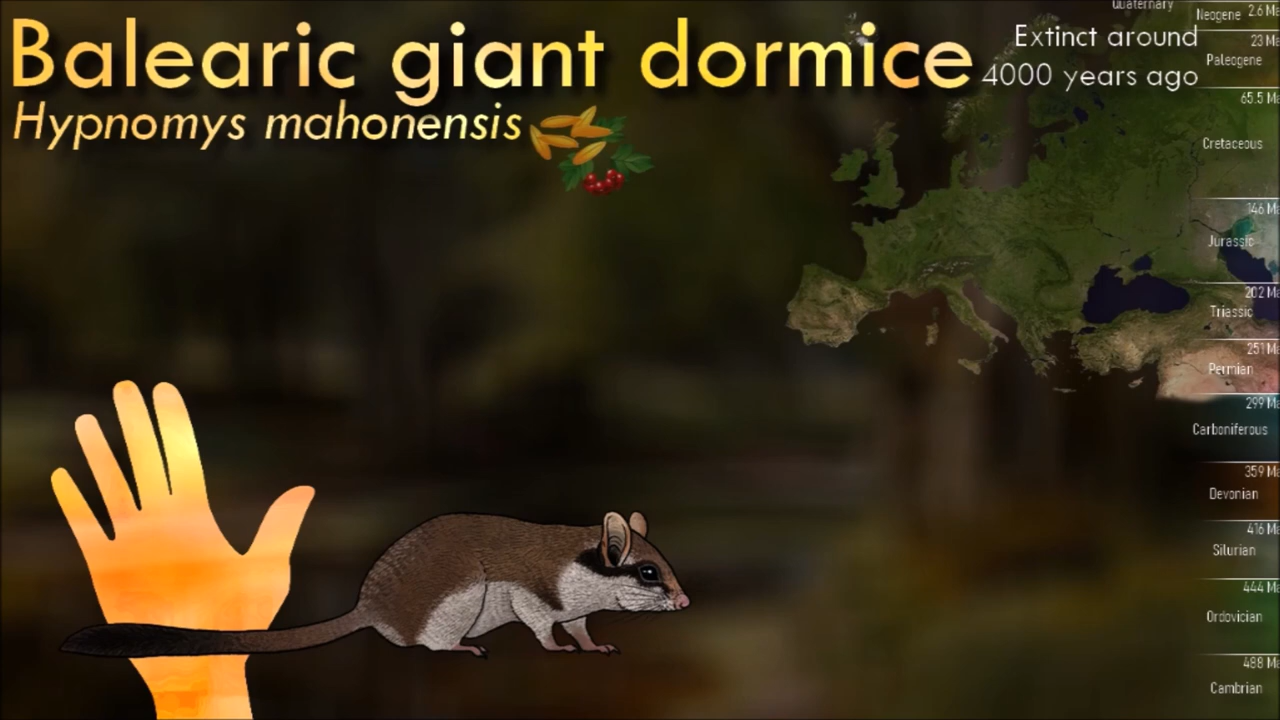 Balearic giant dormice
Hypnomys mahonensis
Extinct around
4000 years ago
Quaternary
2.6 Ma
Neogene
23 Ma
Paleogene
65.5 Ma
Cretaceous
146 Ma
Jurassic
202 Ma
Triassic
251 Ma
Permian
299 Ma
Carboniferous
359 Ma
Devonian
416 Ma
Silurian
444 Ma
Ordovician
488 Ma
Cambrian